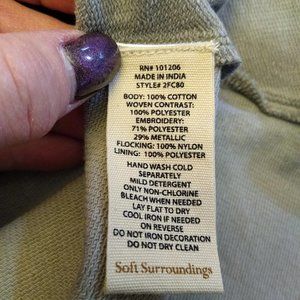 RN# 101206
MADE IN INDIA
STYLE# 2FC80
BODY: 100% COTTON
WOVEN CONTRAST:
100% POLYESTER
EMBROIDERY:
71% POLYESTER
29% METALLIC
FLOCKING: 100% NYLON
LINING: 100% POLYESTER
HAND WASH COLD
SEPARATELY
MILD DETERGENT
ONLY NON-CHLORINE
BLEACH WHEN NEEDED
LAY FLAT TO DRY
COOL IRON IF NEEDED
ON REVERSE
DO NOT IRON DECORATION
DO NOT DRY CLEAN
Soft Surroundings